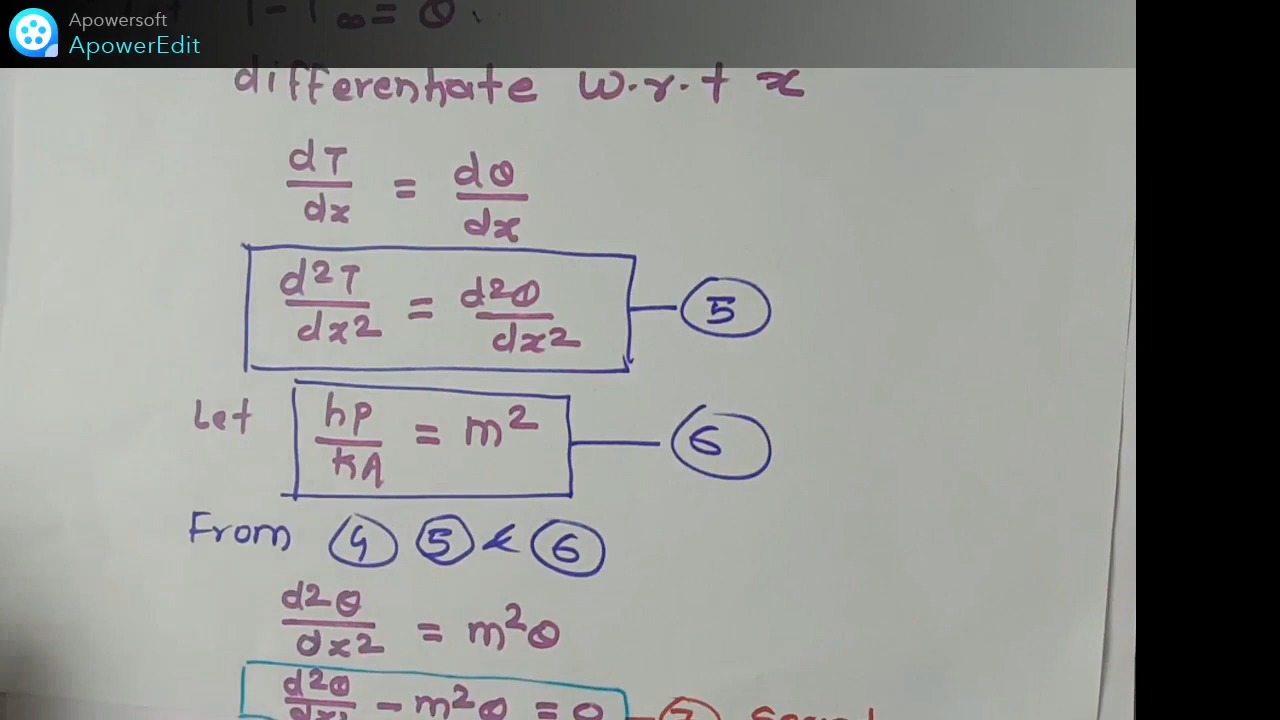 Apowersoft
ApowerEdit
T - T∞ = θ
differentiate w.r.t x
dT/dx = dθ/dx
d2T/dx2 = d2θ/dx2 5
Let hp/kA = m2 6
From 4 5 & 6
d2θ/dx2 = m2θ
d2θ/dx2 - m2θ = 0 7